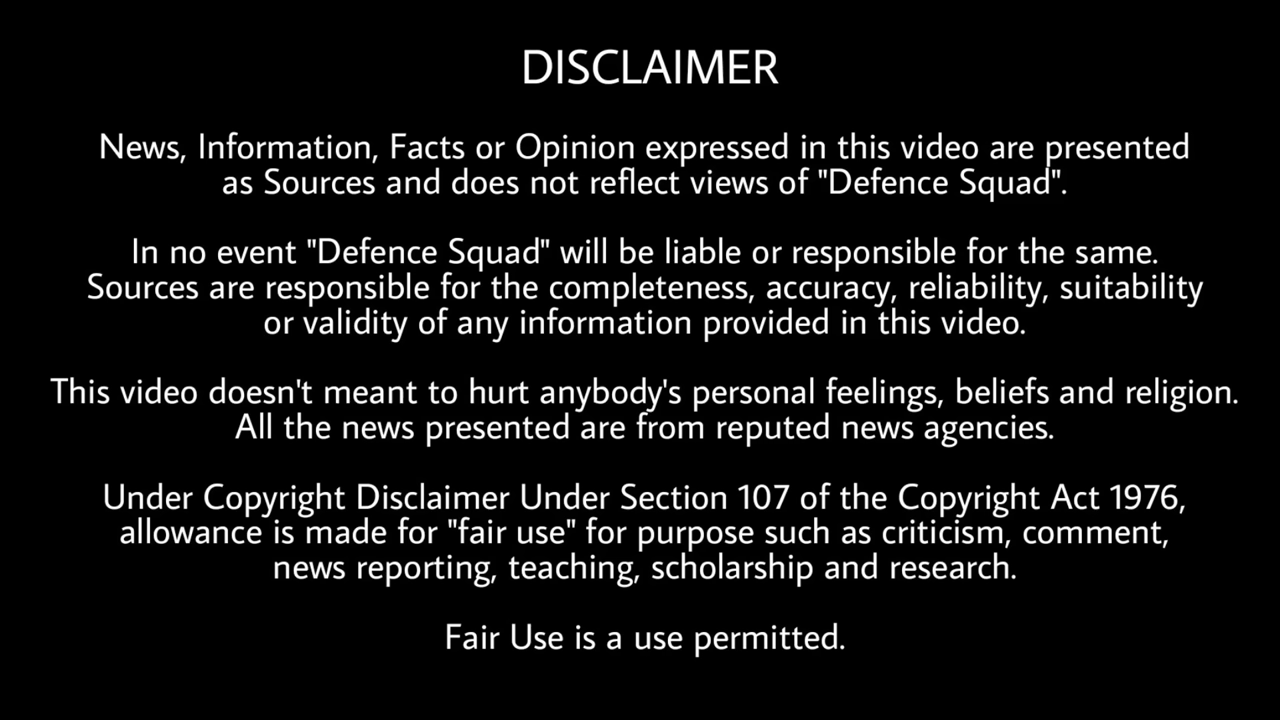 DISCLAIMER
News, Information, Facts or Opinion expressed in this video are presented
as Sources and does not reflect views of "Defence Squad".
In no event "Defence Squad" will be liable or responsible for the same.
Sources are responsible for the completeness, accuracy, reliability, suitability
or validity of any information provided in this video.
This video doesn't meant to hurt anybody's personal feelings, beliefs and religion.
All the news presented are from reputed news agencies.
Under Copyright Disclaimer Under Section 107 of the Copyright Act 1976,
allowance is made for "fair use" for purpose such as criticism, comment,
news reporting, teaching, scholarship and research.
Fair Use is a use permitted.